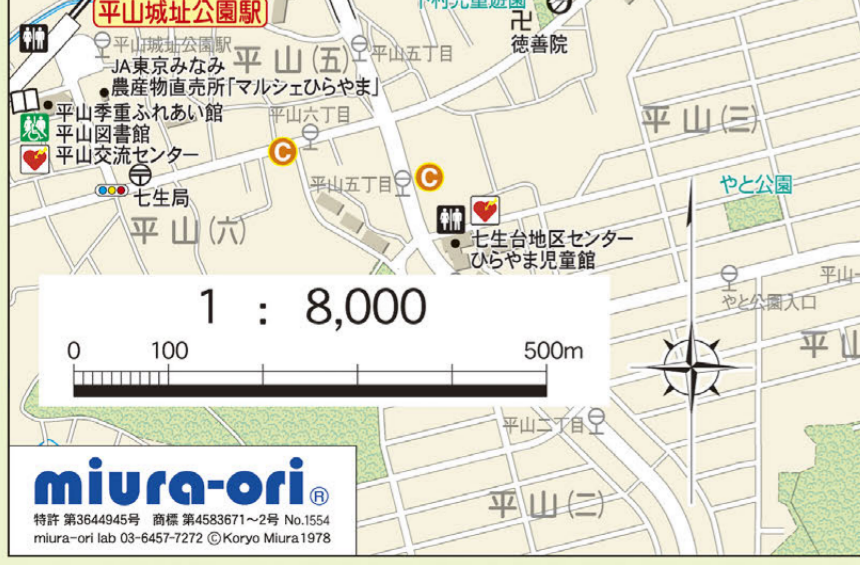 下村児童遊園
平山城址公園駅
卍
徳善院
平山城址公園駅
平山(五)
平山五丁目
JA東京みなみ
農産物直売所「マルシェひらやま」
平山季重ふれあい館
平山図書館
平山交流センター
平山六丁目
C
平山(三)
平山五丁目
C
やと公園
七生局
平山(六)
七生台地区センター
ひらやま児童館
やと公園入口
平山
1 : 8,000
0 100 500m
平山二丁目
平山(二)
miura-ori®
特許 第3644945号 商標 第4583671~2号 No.1554
miura-ori lab 03-6457-7272 ©Koryo Miura1978